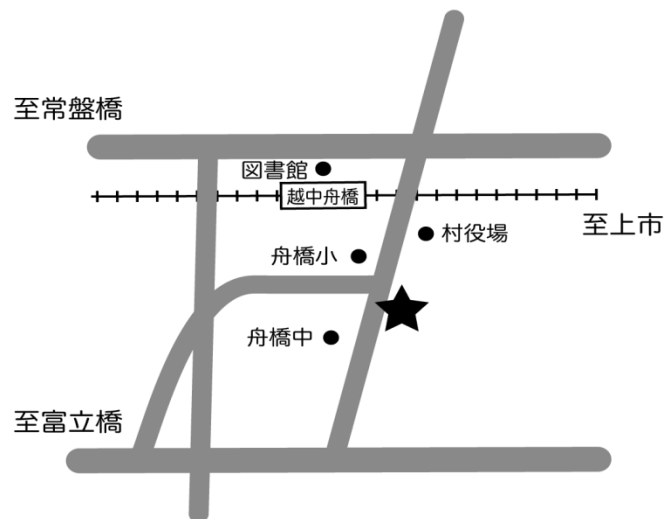 至常盤橋
図書館
越中舟橋
至上市
村役場
舟橋小
舟橋中
至富立橋